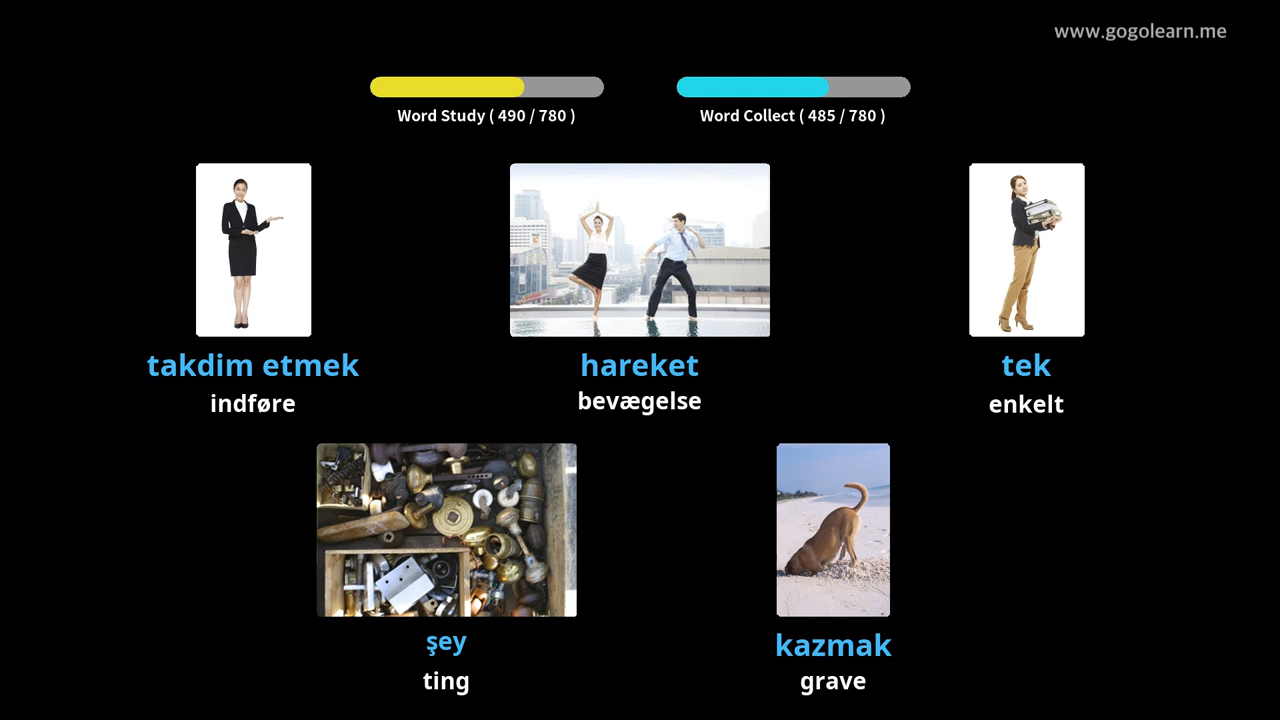 www.gogolearn.me
Word Study ( 490 / 780 )
Word Collect ( 485 / 780 )
takdim etmek
indføre
hareket
bevægelse
tek
enkelt
şey
ting
kazmak
grave